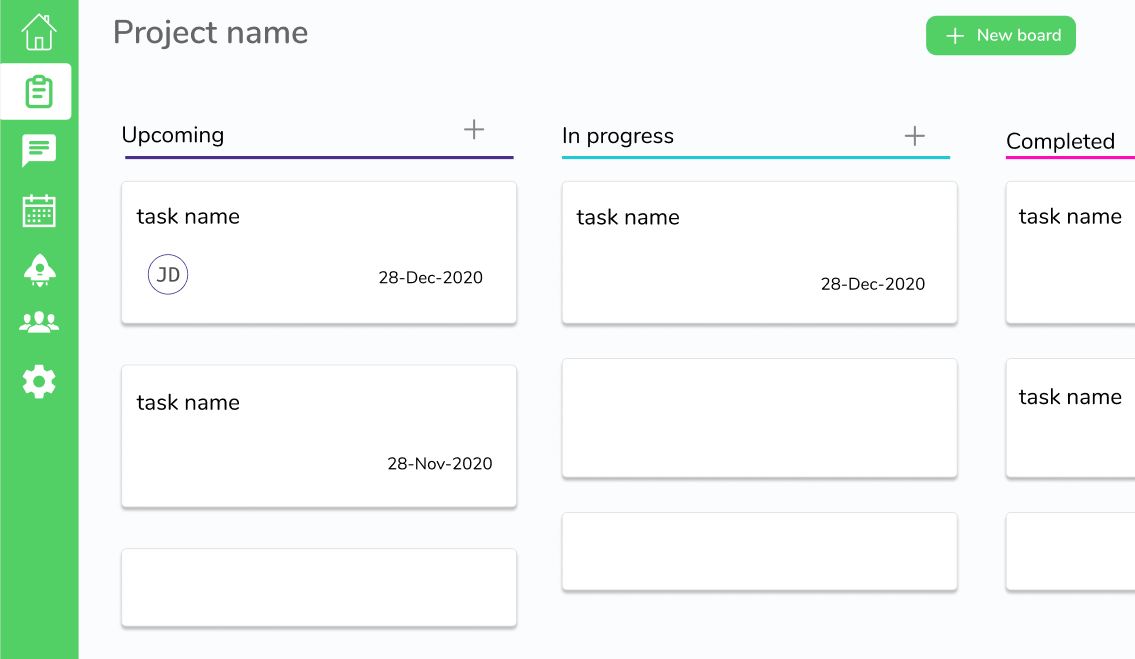 Project name
New board
Upcoming
task name
JD
28-Dec-2020
task name
28-Nov-2020
In progress
task name
28-Dec-2020
Completed
task name
task name